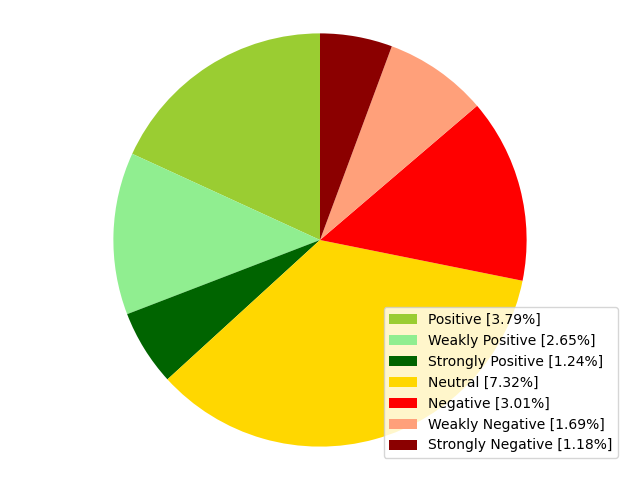 Positive [3.79%]
Weakly Positive [2.65%]
Strongly Positive [1.24%]
Neutral [7.32%]
Negative [3.01%]
Weakly Negative [1.69%]
Strongly Negative [1.18%]